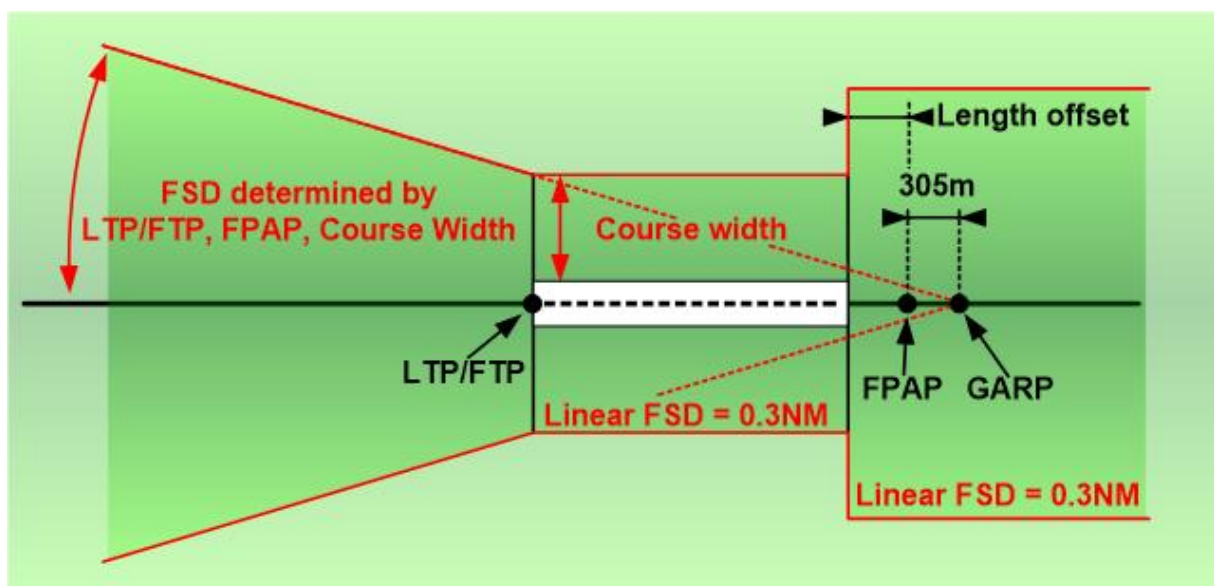 Length offset
305m
FSD determined by
LTP/FTP, FPAP, Course Width
Course width
LTP/FTP
FPAP
GARP
Linear FSD = 0.3NM
Linear FSD = 0.3NM